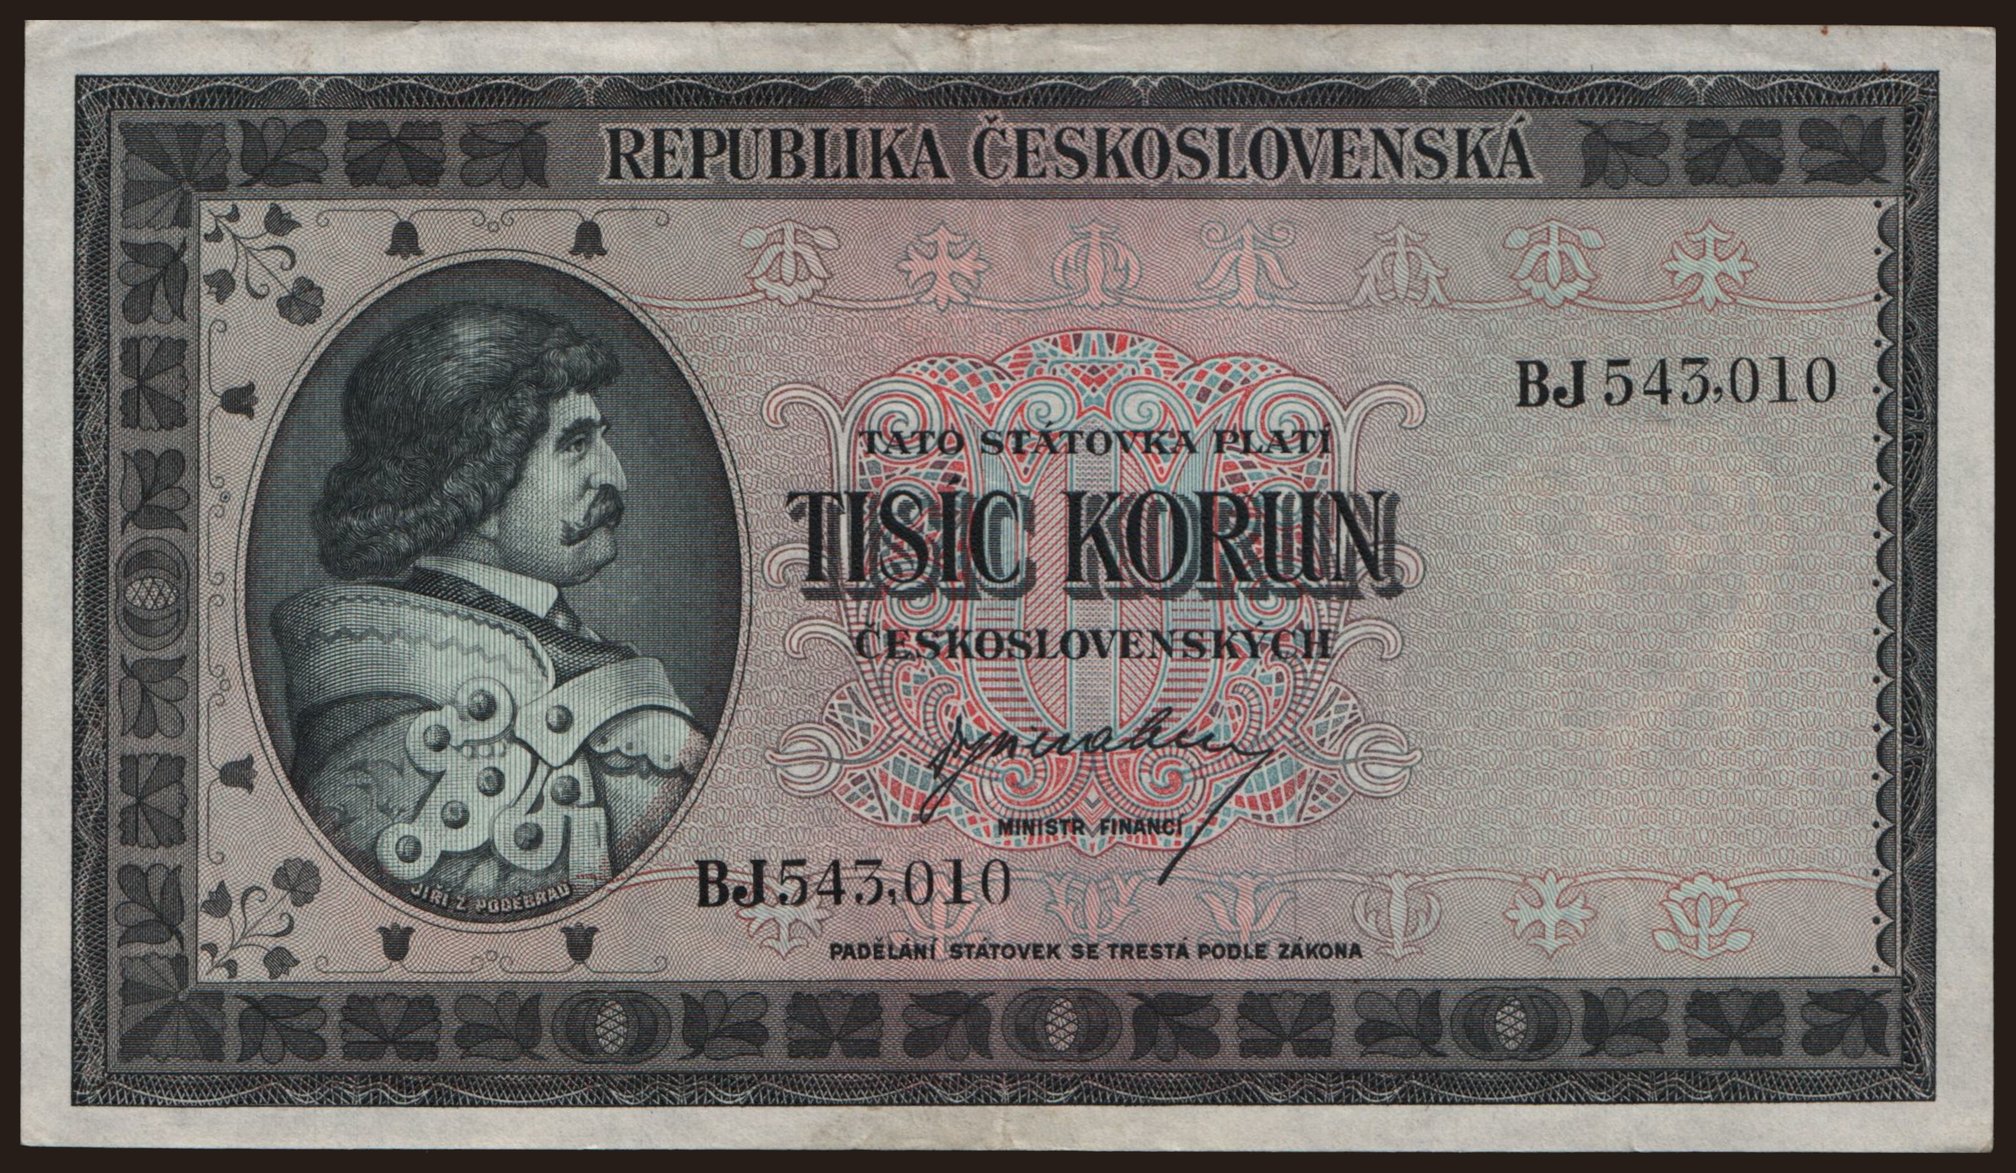 REPUBLIKA ČESKOSLOVENSKÁ
BJ 543,010
TATO STÁTOVKA PLATÍ
TISÍC KORUN
ČESKOSLOVENSKÝCH
MINISTR FINANCÍ
BJ 543,010
JIŘÍ Z PODĚBRAD
PADĚLÁNÍ STÁTOVEK SE TRESTÁ PODLE ZÁKONA